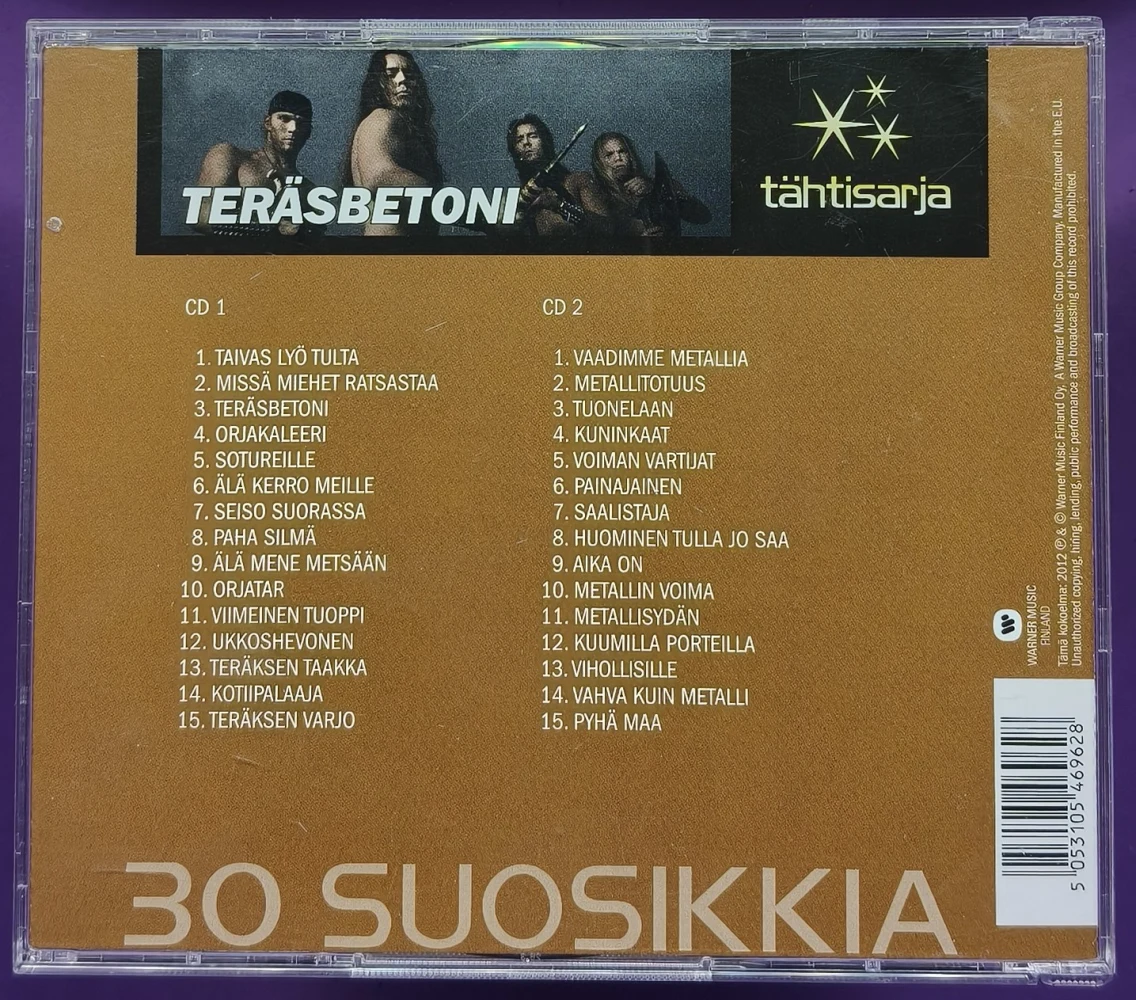 TERÄSBETONI
tähtisarja
CD 1
1. TAIVAS LYÖ TULTA
2. MISSÄ MIEHET RATSASTAA
3. TERÄSBETONI
4. ORJAKALEERI
5. SOTUREILLE
6. ÄLÄ KERRO MEILLE
7. SEISO SUORASSA
8. PAHA SILMÄ
9. ÄLÄ MENE METSÄÄN
10. ORJATAR
11. VIIMEINEN TUOPPI
12. UKKOSHEVONEN
13. TERÄKSEN TAAKKA
14. KOTIIPALAAJA
15. TERÄKSEN VARJO
CD 2
1. VAADIMME METALLIA
2. METALLITOTUUS
3. TUONELAAN
4. KUNINKAAT
5. VOIMAN VARTIJAT
6. PAINAJAINEN
7. SAALISTAJA
8. HUOMINEN TULLA JO SAA
9. AIKA ON
10. METALLIN VOIMA
11. METALLISYDÄN
12. KUUMILLA PORTEILLA
13. VIHOLLISILLE
14. VAHVA KUIN METALLI
15. PYHÄ MAA
30 SUOSIKKIA
WARNER MUSIC
FINLAND
Tämä kokoelma: 2012 ℗ & © Warner Music Finland Oy. A Warner Music Group Company. Manufactured in the E.U.
Unauthorized copying, hiring, lending, public performance and broadcasting of this record prohibited.
5 053105 469628